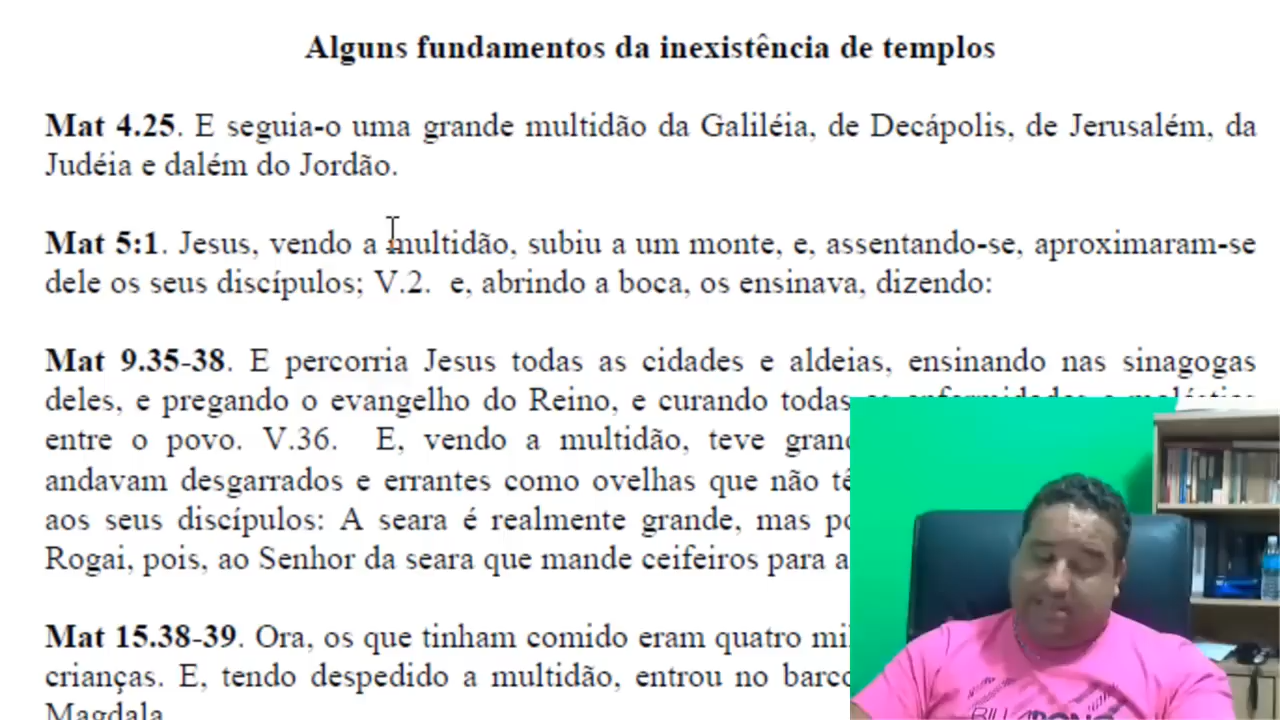 Alguns fundamentos da inexistência de templos
Mat 4.25. E seguia-o uma grande multidão da Galiléia, de Decápolis, de Jerusalém, da
Judéia e dalém do Jordão.
Mat 5:1. Jesus, vendo a multidão, subiu a um monte, e, assentando-se, aproximaram-se
dele os seus discípulos; V.2. e, abrindo a boca, os ensinava, dizendo:
Mat 9.35-38. E percorria Jesus todas as cidades e aldeias, ensinando nas sinagogas
deles, e pregando o evangelho do Reino, e curando todas
entre o povo. V.36. E, vendo a multidão, teve
andavam desgarrados e errantes como ovelhas que não
aos seus discípulos: A seara é realmente grande, mas
Rogai, pois, ao Senhor da seara que mande ceifeiros para a
Mat 15.38-39. Ora, os que tinham comido eram quatro
crianças. E, tendo despedido a multidão, entrou no
Magdala